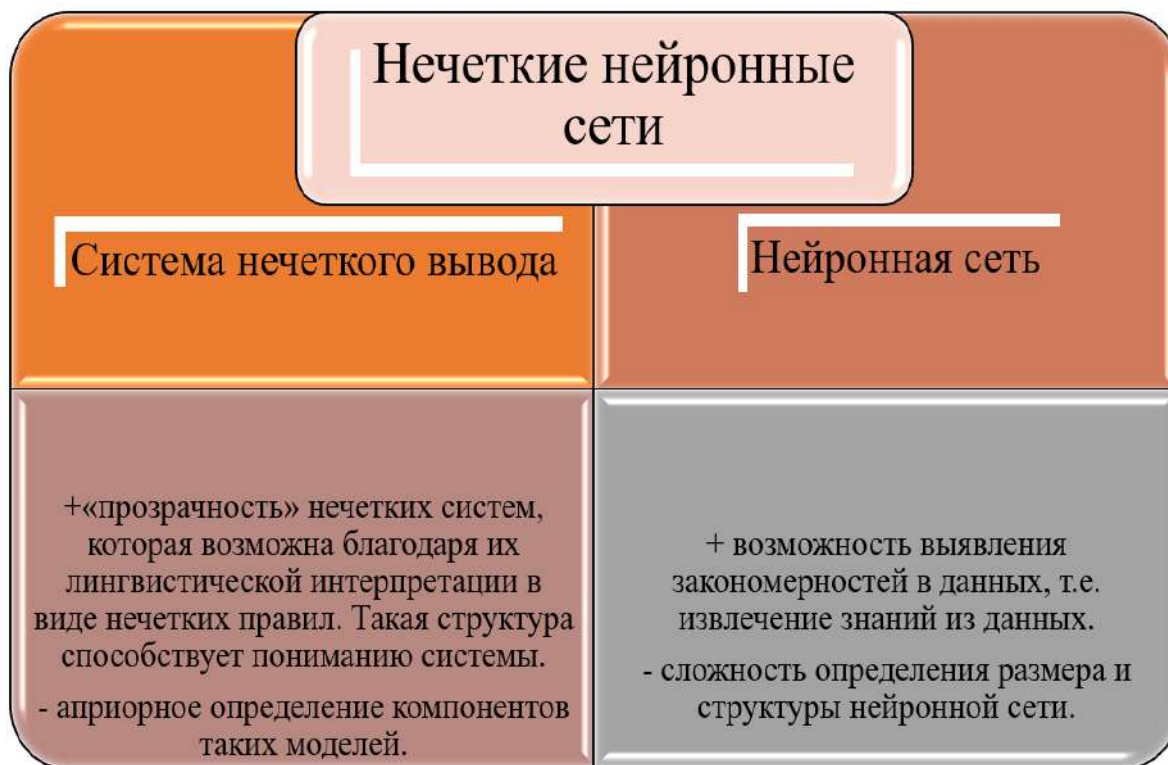 Нечеткие нейронные
сети
Система нечеткого вывода
Нейронная сеть
+«прозрачность» нечетких систем,
которая возможна благодаря их
лингвистической интерпретации в
виде нечетких правил. Такая структура
способствует пониманию системы.
- априорное определение компонентов
таких моделей.
+ возможность выявления
закономерностей в данных, т.е.
извлечение знаний из данных.
- сложность определения размера и
структуры нейронной сети.